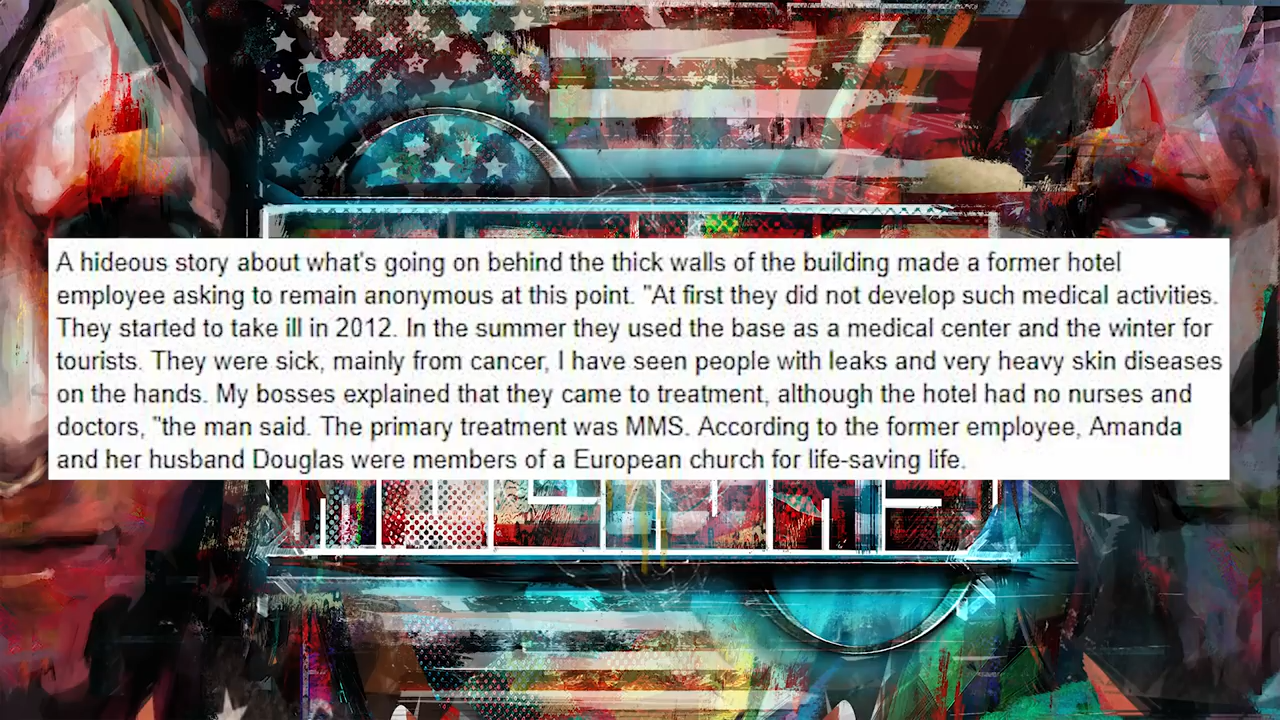 A hideous story about what's going on behind the thick walls of the building made a former hotel
employee asking to remain anonymous at this point. "At first they did not develop such medical activities.
They started to take ill in 2012. In the summer they used the base as a medical center and the winter for
tourists. They were sick, mainly from cancer, I have seen people with leaks and very heavy skin diseases
on the hands. My bosses explained that they came to treatment, although the hotel had no nurses and
doctors, "the man said. The primary treatment was MMS. According to the former employee, Amanda
and her husband Douglas were members of a European church for life-saving life.